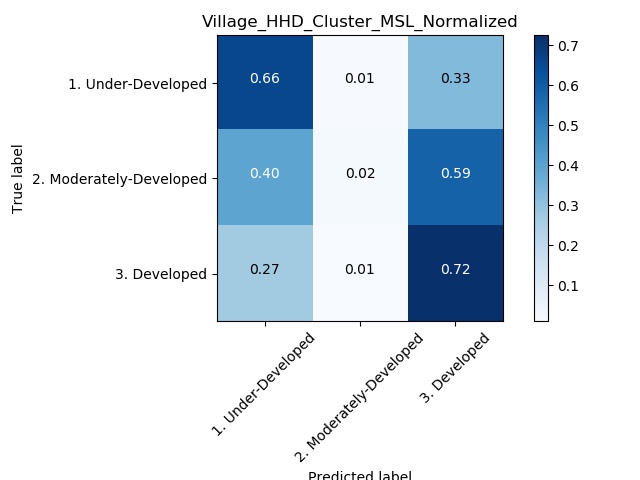 Village_HHD_Cluster_MSL_Normalized
True label
1. Under-Developed
0.66 0.01 0.33
2. Moderately-Developed
0.40 0.02 0.59
3. Developed
0.27 0.01 0.72
1. Under-Developed
2. Moderately-Developed
3. Developed
Predicted label
0.7
0.6
0.5
0.4
0.3
0.2
0.1